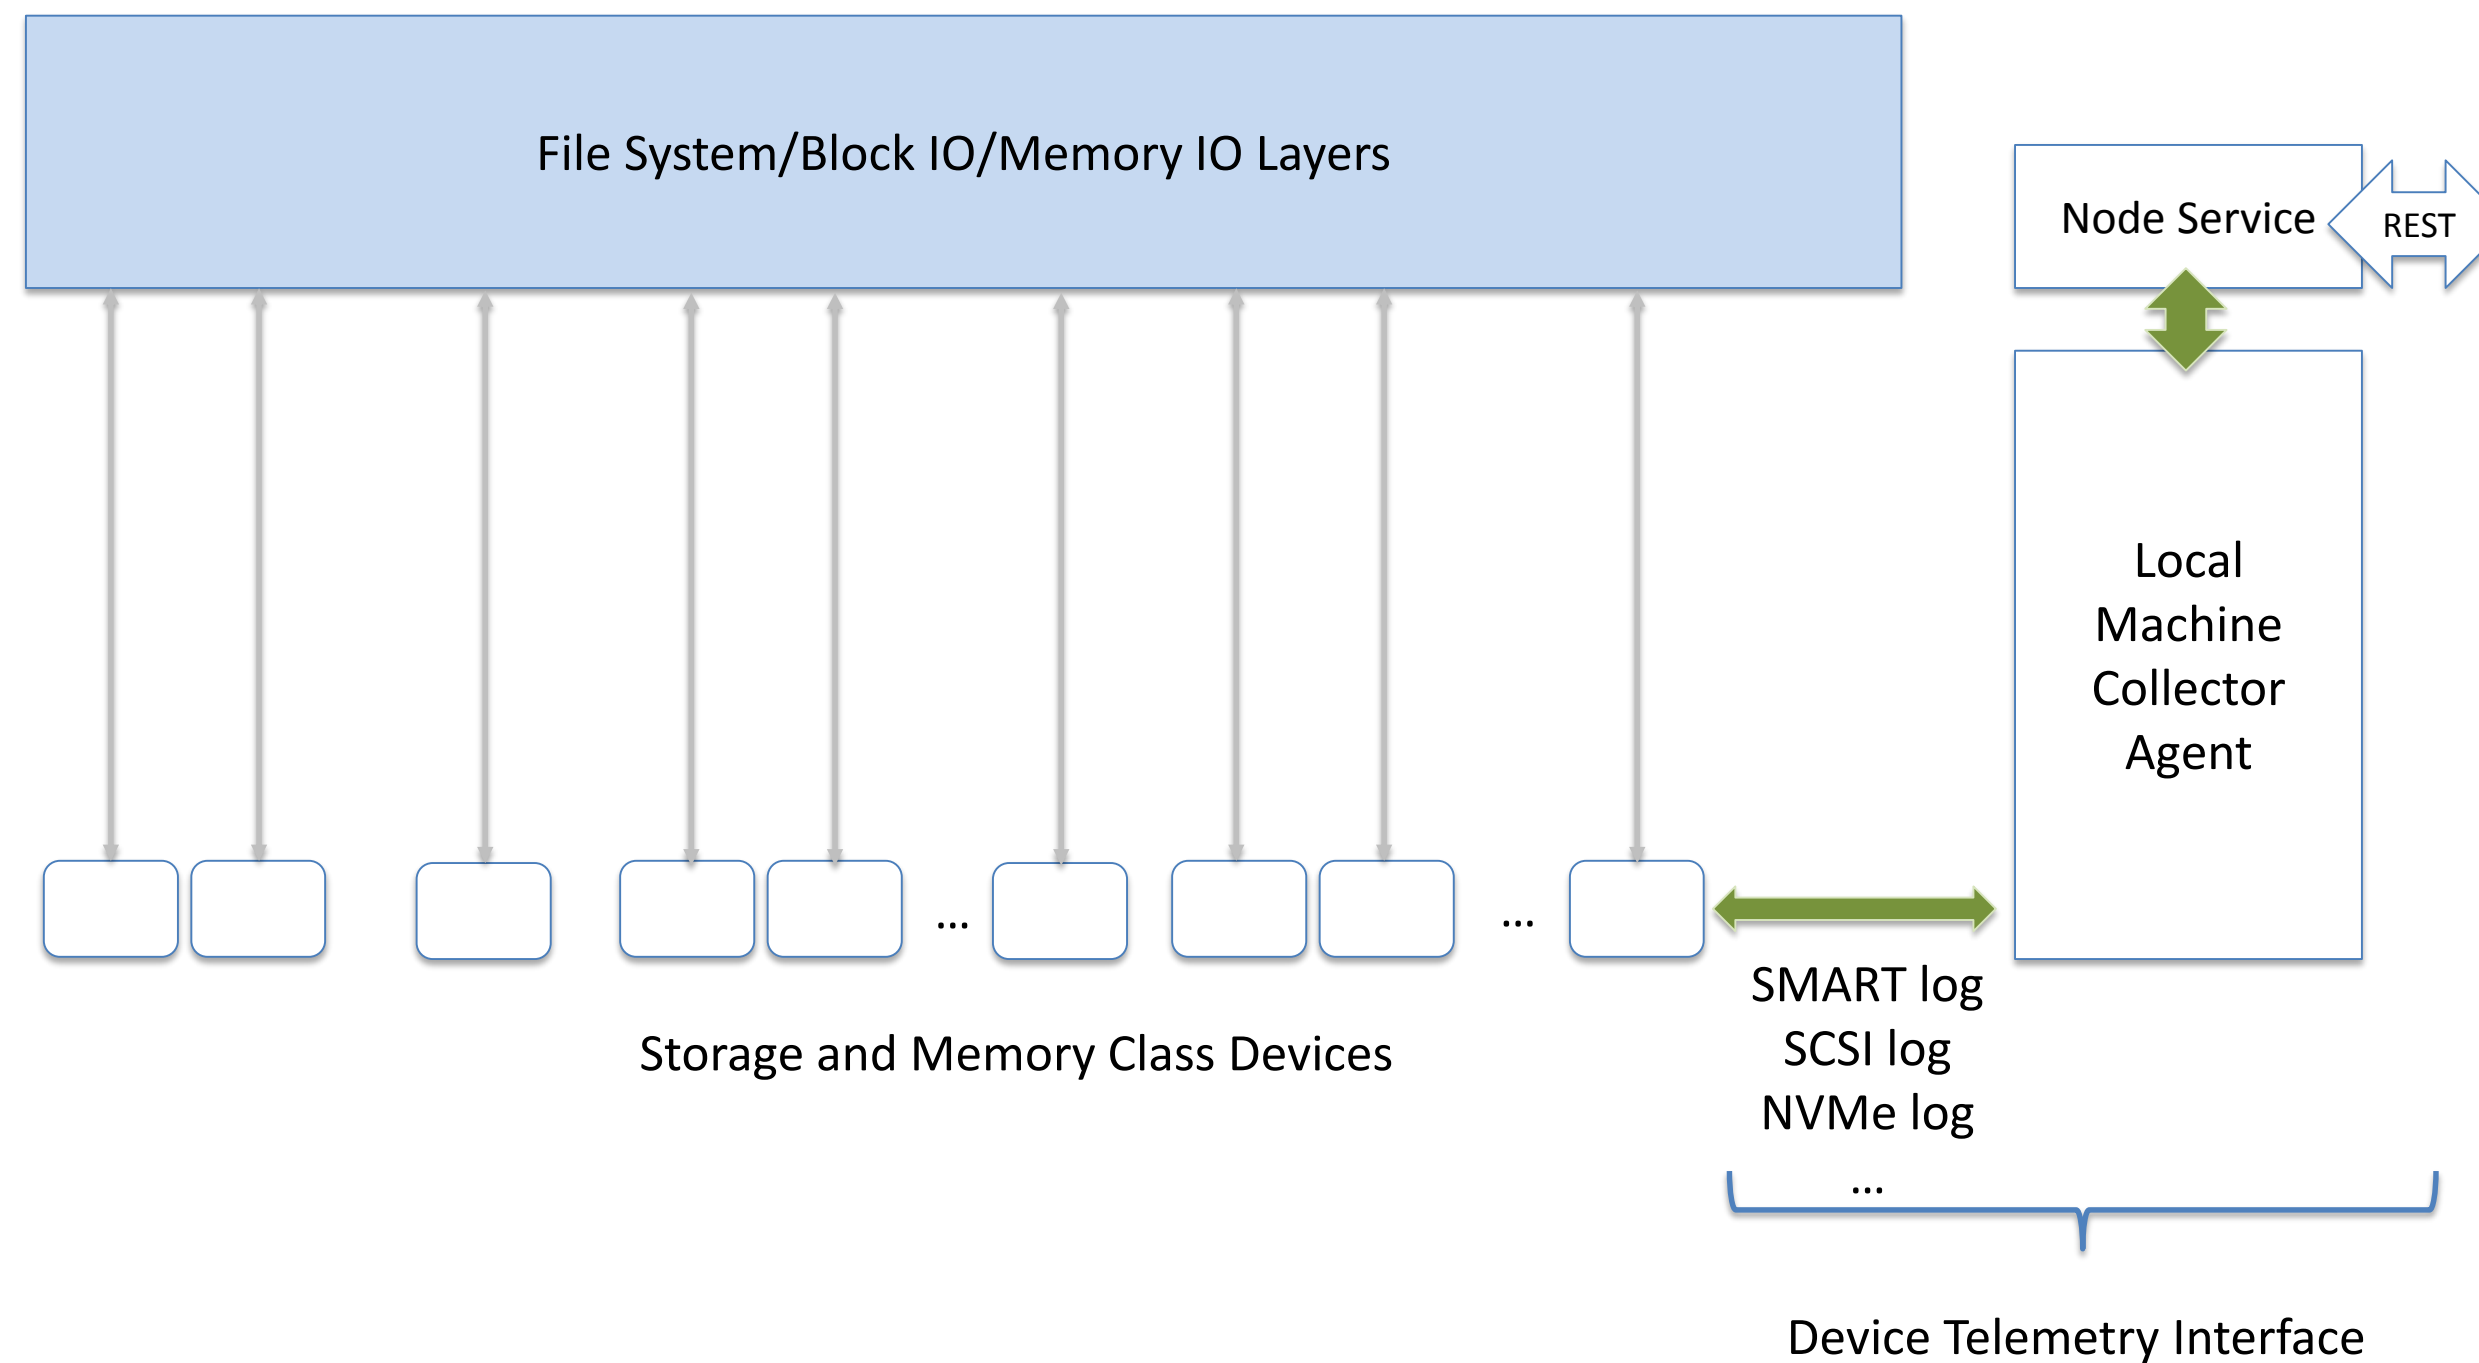 File System/Block IO/Memory IO Layers
Node Service
REST
Local
Machine
Collector
Agent
...
...
Storage and Memory Class Devices
SMART log
SCSI log
NVMe log
...
Device Telemetry Interface